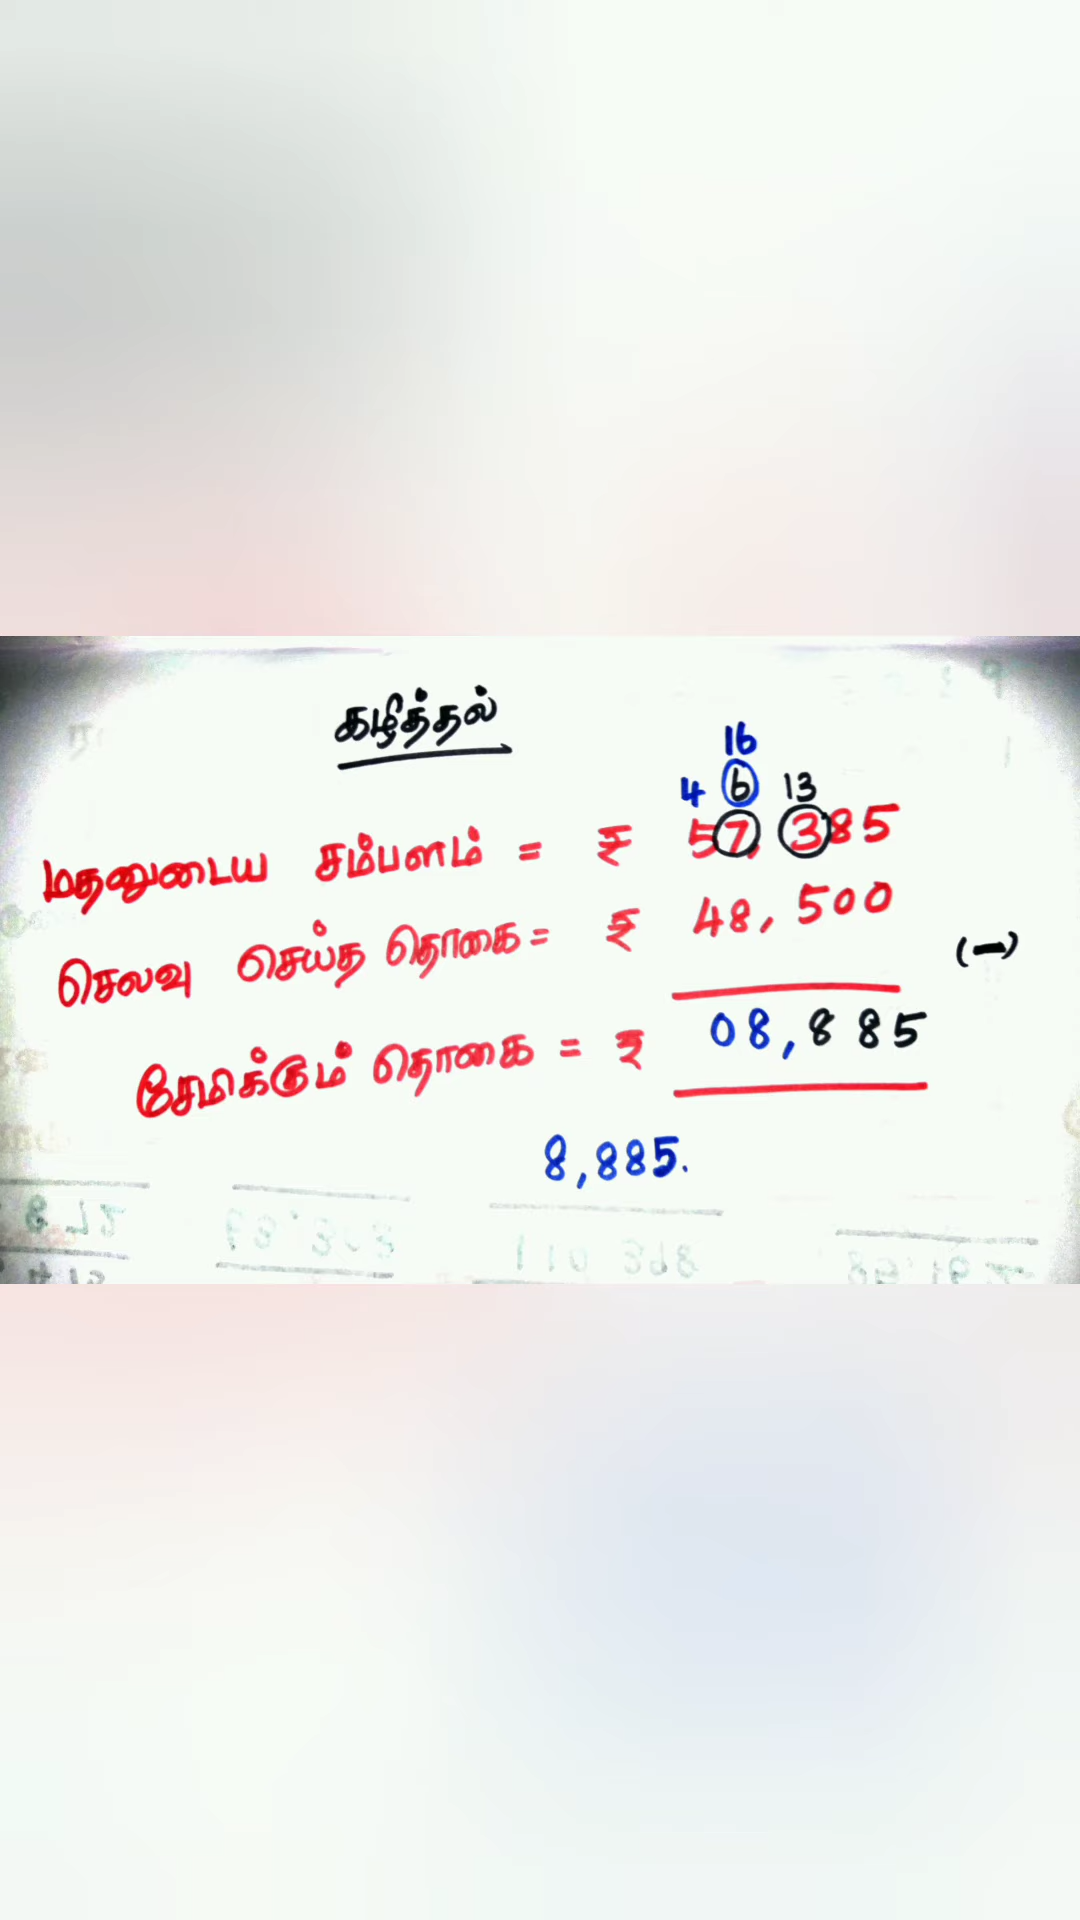 கழித்தல்
16
4 6 13
மதனுடைய சம்பளம் = ₹ 57,385
செலவு செய்த தொகை = ₹ 48,500
(-)
சேமிக்கும் தொகை = ₹ 08,885
8,885.